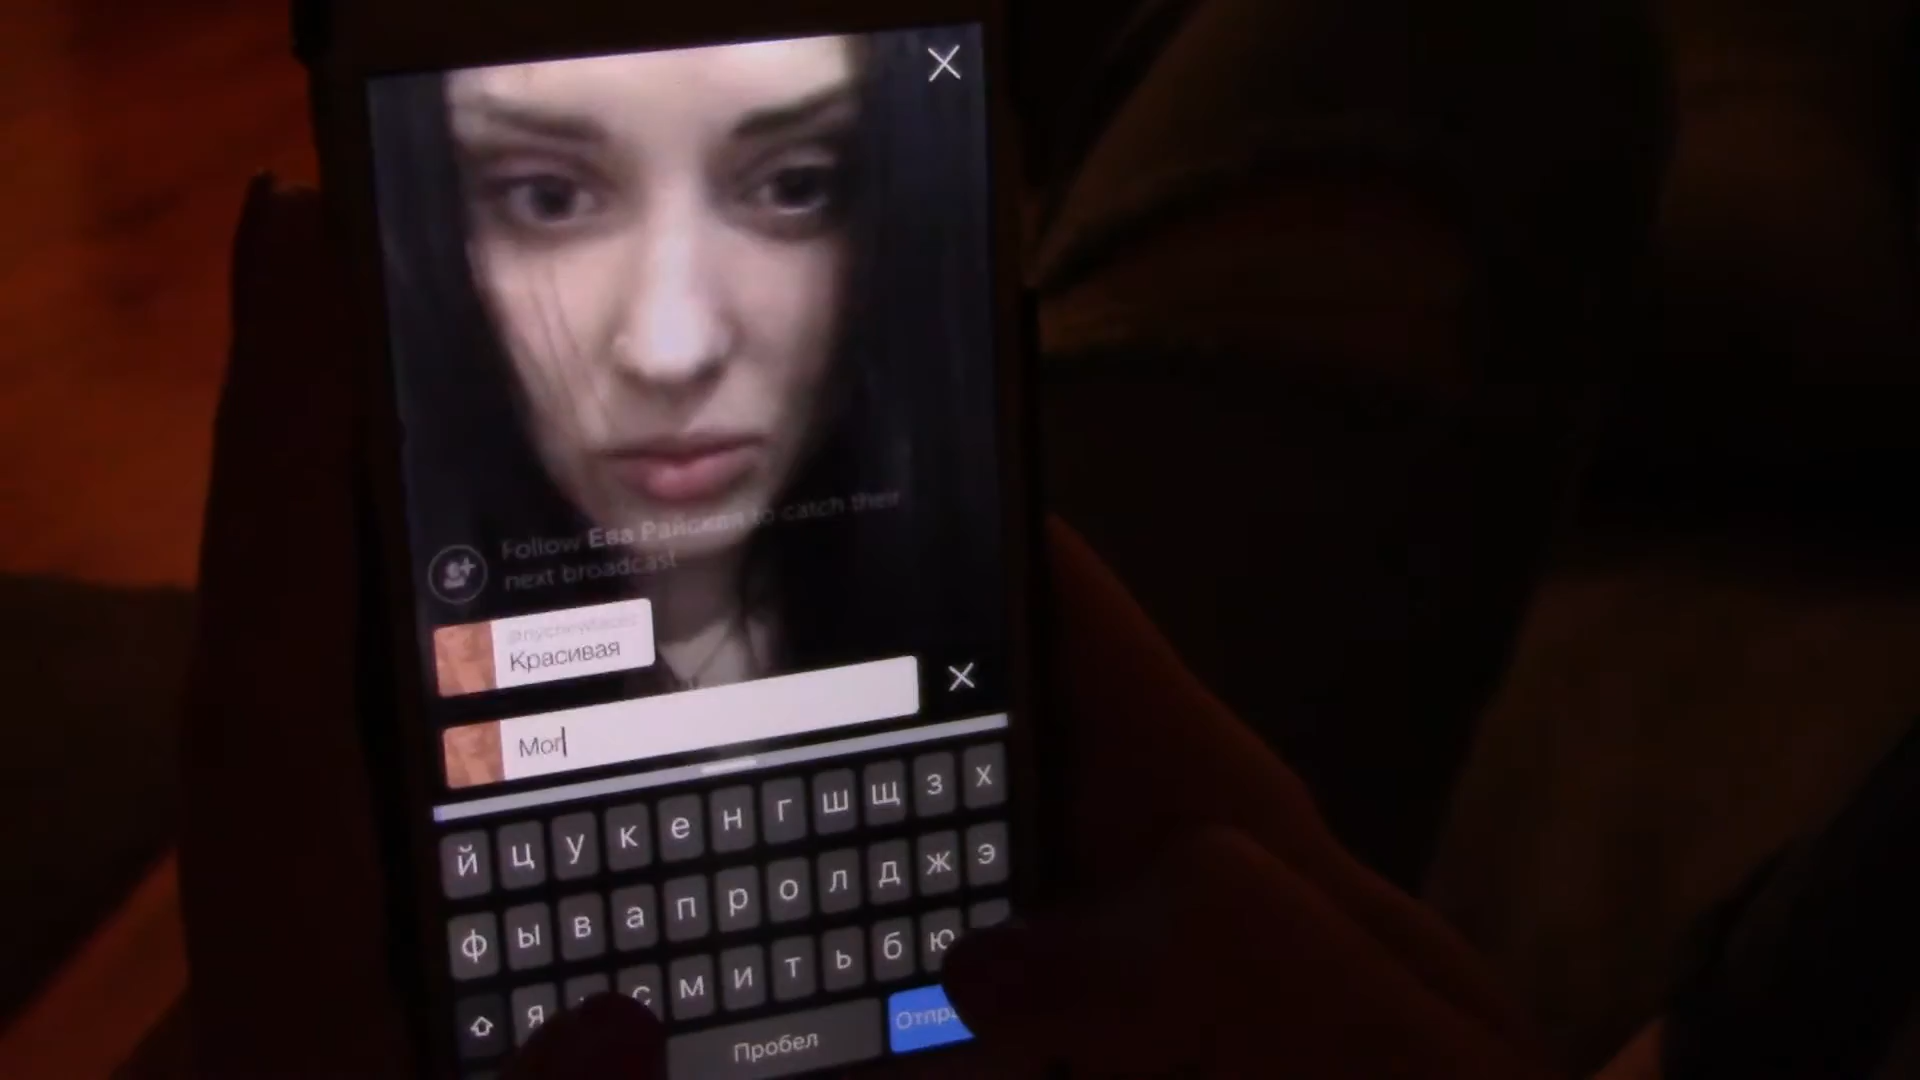 Follow Ева Райская to catch their
next broadcast
Красивая
Мог
й ц у к е н г ш щ з х
ф ы в а п р о л д ж э
я с м и т ь б ю
Пробел